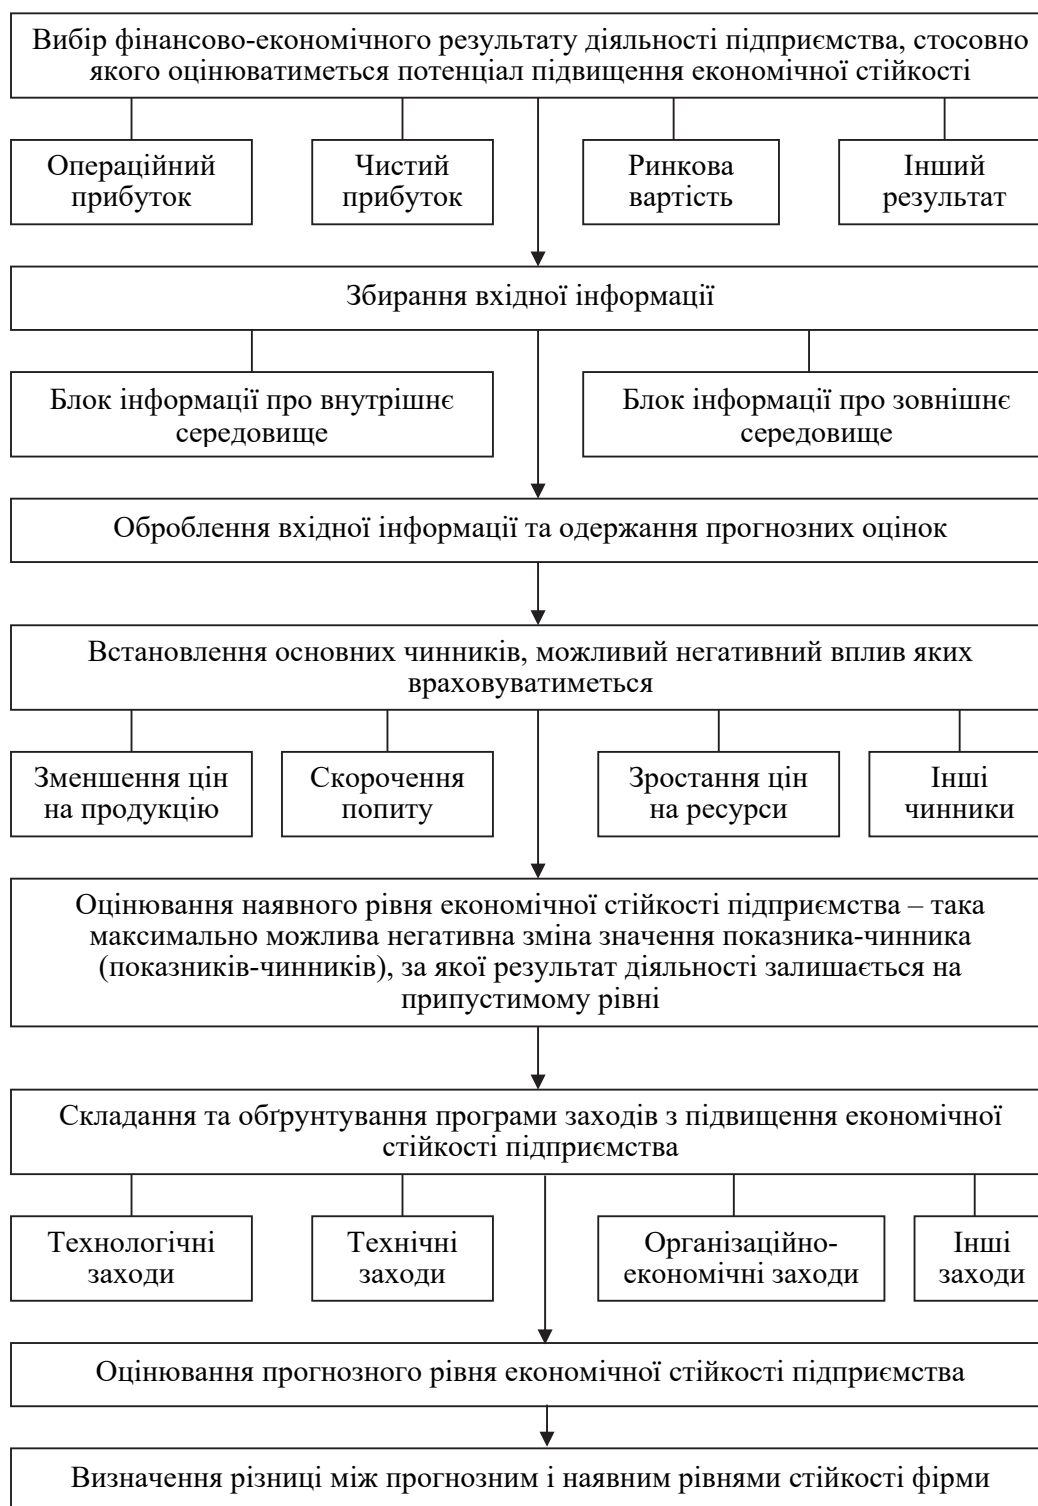 Вибір фінансово-економічного результату діяльності підприємства, стосовно
якого оцінюватиметься потенціал підвищення економічної стійкості
Операційний
прибуток
Чистий
прибуток
Ринкова
вартість
Інший
результат
Збирання вхідної інформації
Блок інформації про внутрішнє
середовище
Блок інформації про зовнішнє
середовище
Оброблення вхідної інформації та одержання прогнозних оцінок
Встановлення основних чинників, можливий негативний вплив яких
враховуватиметься
Зменшення цін
на продукцію
Скорочення
попиту
Зростання цін
на ресурси
Інші
чинники
Оцінювання наявного рівня економічної стійкості підприємства – така
максимально можлива негативна зміна значення показника-чинника
(показників-чинників), за якої результат діяльності залишається на
припустимому рівні
Складання та обґрунтування програми заходів з підвищення економічної
стійкості підприємства
Технологічні
заходи
Технічні
заходи
Організаційно-
економічні заходи
Інші
заходи
Оцінювання прогнозного рівня економічної стійкості підприємства
Визначення різниці між прогнозним і наявним рівнями стійкості фірми